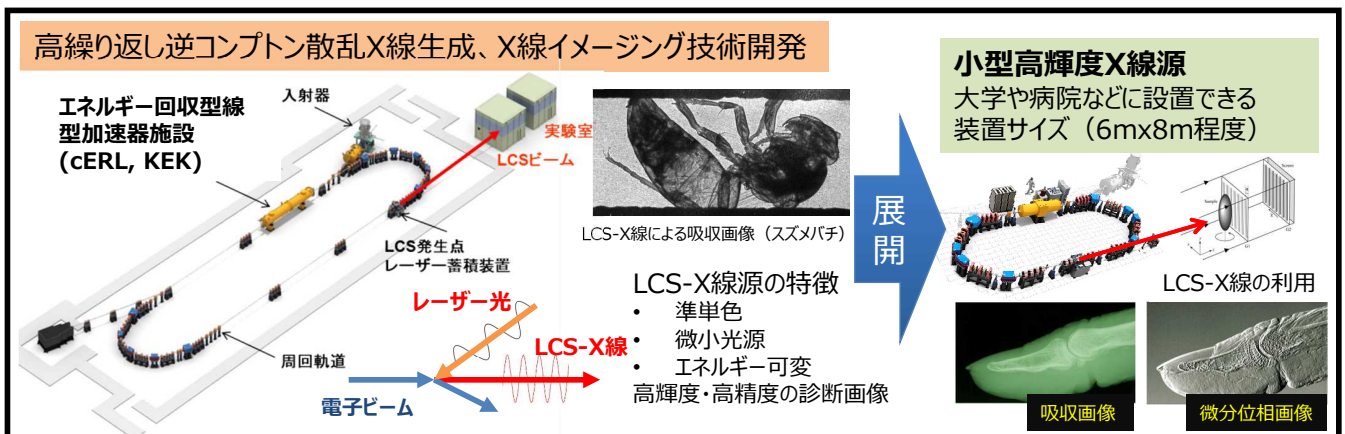 高繰り返し逆コンプトン散乱X線生成、X線イメージング技術開発
エネルギー回収型線
型加速器施設
(cERL, KEK)
入射器
実験室
LCSビーム
LCS発生点
レーザー蓄積装置
周回軌道
レーザー光
LCS-X線
電子ビーム
LCS-X線による吸収画像（スズメバチ）
LCS-X線源の特徴
• 準単色
• 微小光源
• エネルギー可変
高輝度・高精度の診断画像
展
開
小型高輝度X線源
大学や病院などに設置できる
装置サイズ（6mx8m程度）
Sample
G1
G2
LCS-X線の利用
吸収画像
微分位相画像